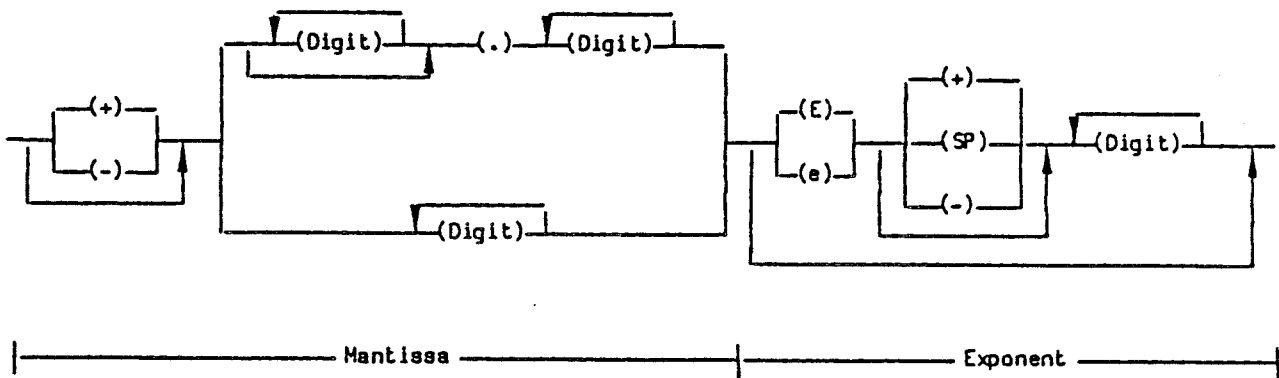 (Digit) (.) (Digit)
(+)
(+)
(E)
(SP) (Digit)
(-)
(e)
(-)
(Digit)
Mantissa Exponent